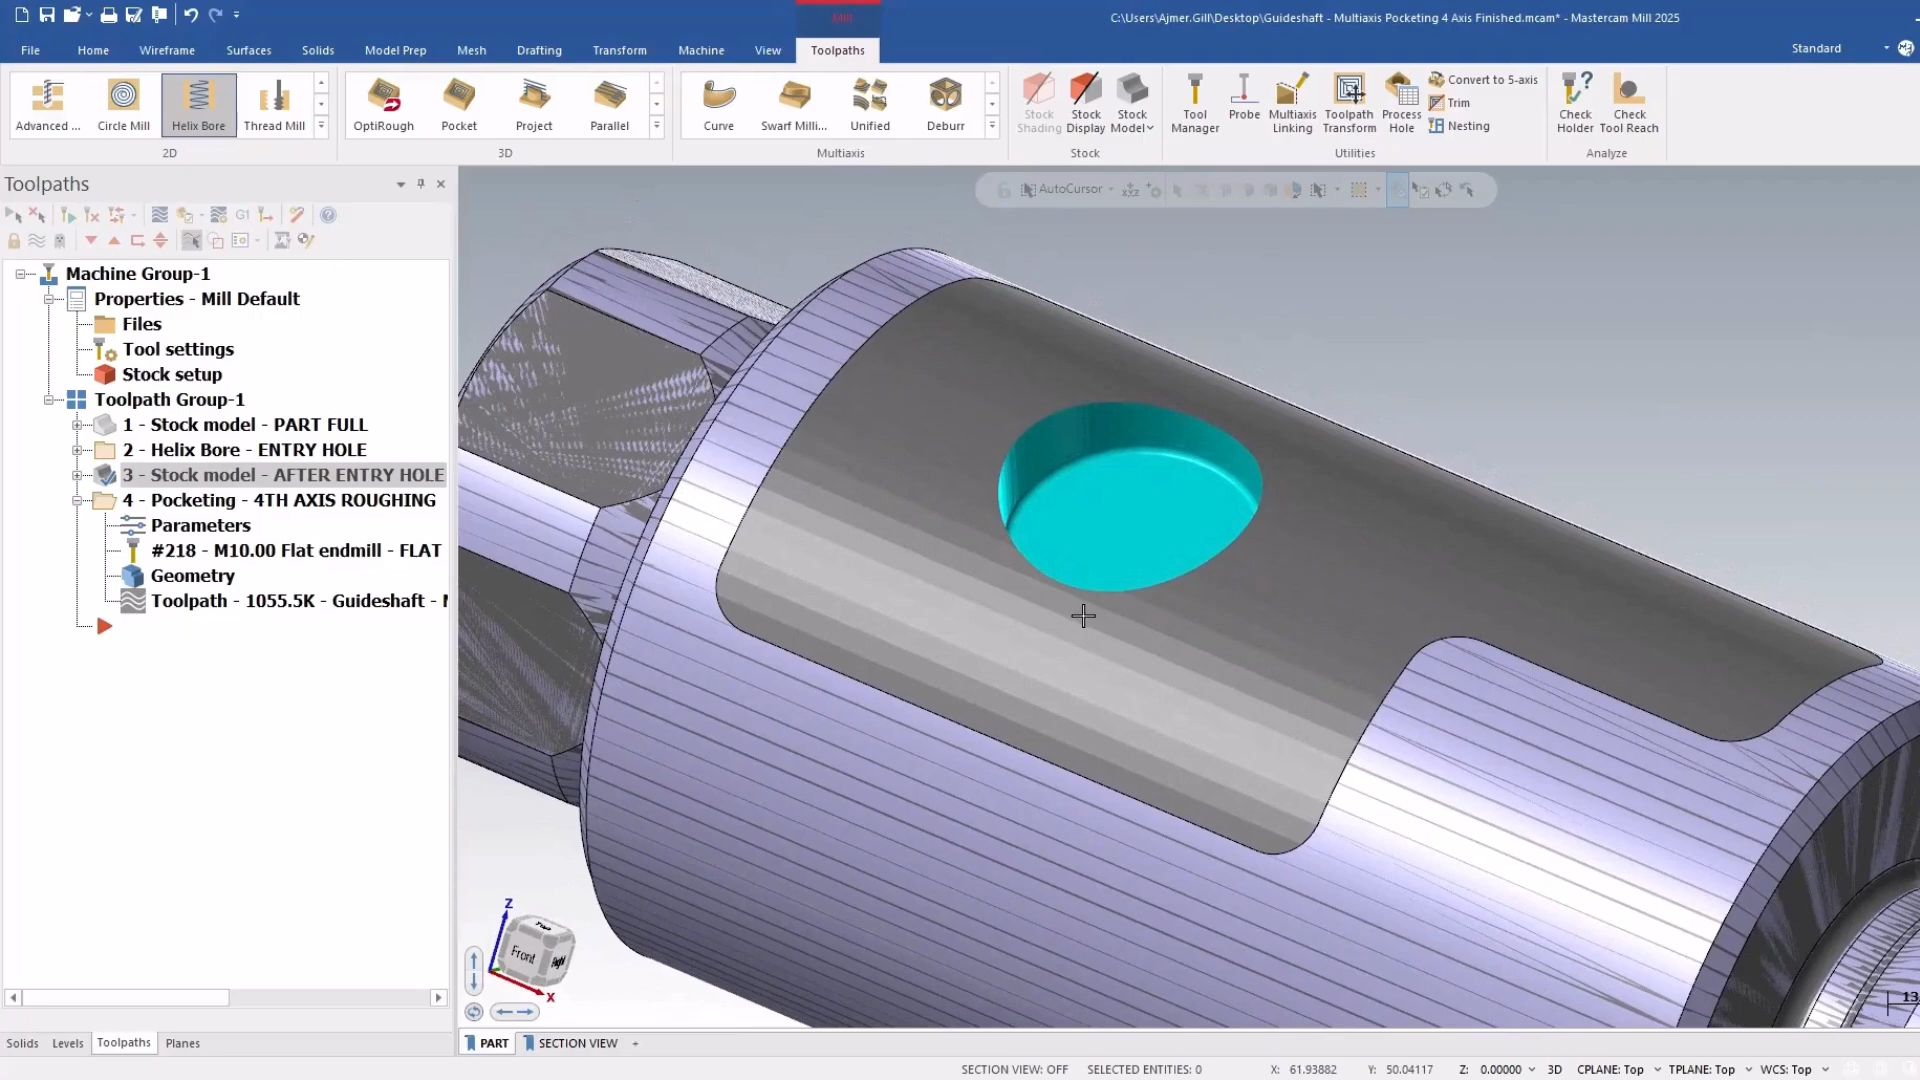 C:\Users\Ajmer.Gill\Desktop\Guideshaft - Multiaxis Pocketing 4 Axis Finished.mcam* - Mastercam Mill 2025
File Home Wireframe Surfaces Solids Model Prep Mesh Drafting Transform Machine View Toolpaths
Standard
Advanced ... Circle Mill Helix Bore Thread Mill
2D
OptiRough Pocket Project Parallel
3D
Curve Swarf Milli... Unified Deburr
Multiaxis
Stock Shading Stock Display Stock Model
Stock
Tool Manager Probe Multiaxis Linking Toolpath Transform Process Hole
Convert to 5-axis
Trim
Nesting
Utilities
Check Holder Check Tool Reach
Analyze
Toolpaths
AutoCursor
G1
Machine Group-1
Properties - Mill Default
Files
Tool settings
Stock setup
Toolpath Group-1
1 - Stock model - PART FULL
2 - Helix Bore - ENTRY HOLE
3 - Stock model - AFTER ENTRY HOLE
4 - Pocketing - 4TH AXIS ROUGHING
Parameters
#218 - M10.00 Flat endmill - FLAT
Geometry
Toolpath - 1055.5K - Guideshaft -
Z
Top
Front
Right
X
13
Solids Levels Toolpaths Planes
PART SECTION VIEW +
SECTION VIEW: OFF SELECTED ENTITIES: 0 X: 61.93882 Y: 50.04117 Z: 0.00000 3D CPLANE: Top TPLANE: Top WCS: Top